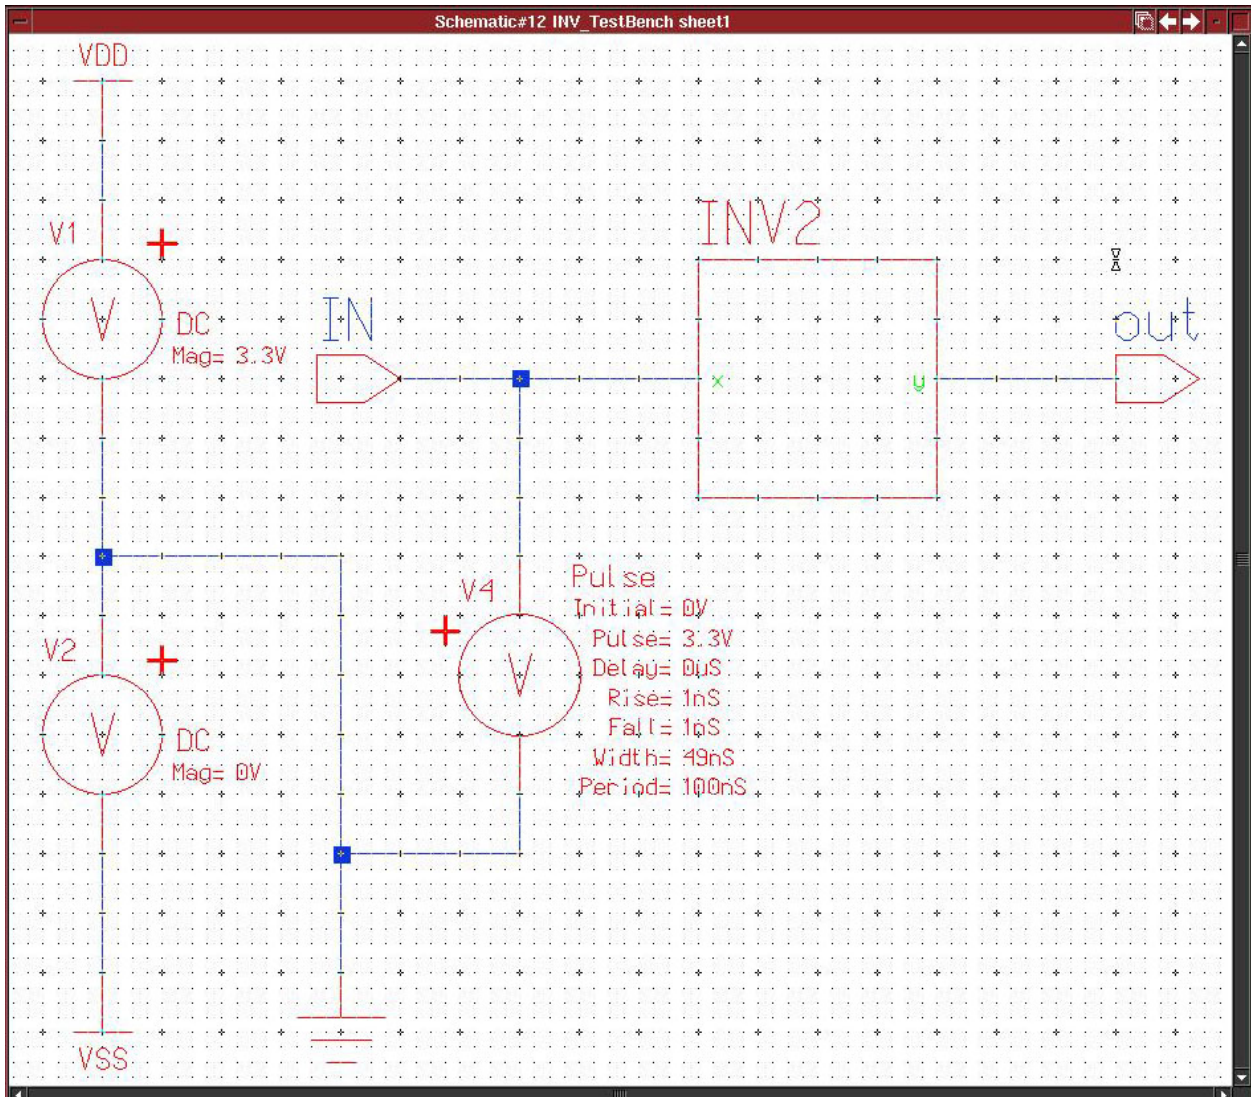 Schematic#12 INV_TestBench sheet1
VDD
V1
V
DC
Mag= 3.3V
IN
INV2
x
y
out
V2
V
DC
Mag= 0V
V4
V
Pulse
Initial= 0V
Pulse= 3.3V
Delay= 0uS
Rise= 1nS
Fall= 1nS
Width= 49nS
Period= 100nS
VSS